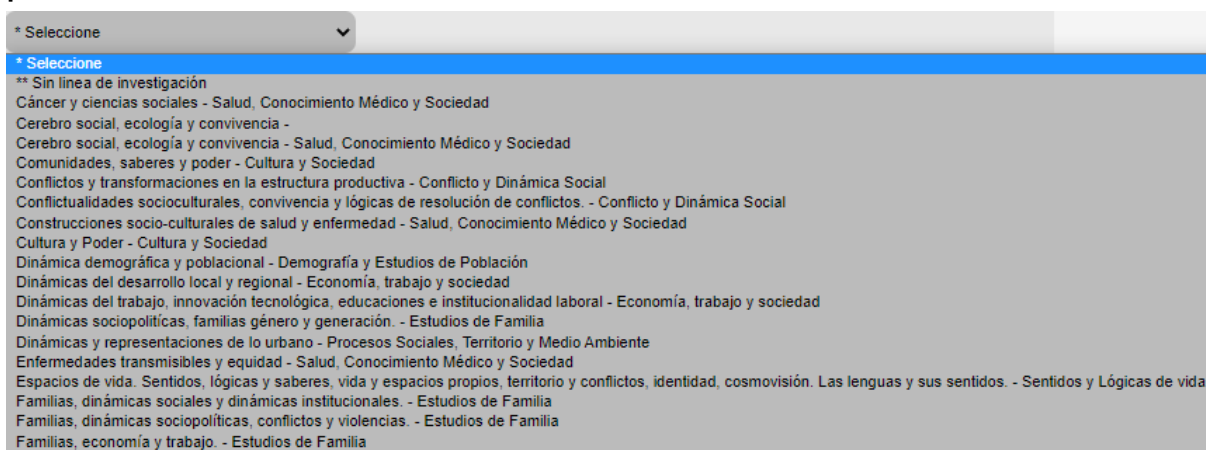 * Seleccione
* Seleccione
** Sin linea de investigación
Cáncer y ciencias sociales - Salud, Conocimiento Médico y Sociedad
Cerebro social, ecología y convivencia -
Cerebro social, ecología y convivencia - Salud, Conocimiento Médico y Sociedad
Comunidades, saberes y poder - Cultura y Sociedad
Conflictos y transformaciones en la estructura productiva - Conflicto y Dinámica Social
Conflictualidades socioculturales, convivencia y lógicas de resolución de conflictos. - Conflicto y Dinámica Social
Construcciones socio-culturales de salud y enfermedad - Salud, Conocimiento Médico y Sociedad
Cultura y Poder - Cultura y Sociedad
Dinámica demográfica y poblacional - Demografía y Estudios de Población
Dinámicas del desarrollo local y regional - Economía, trabajo y sociedad
Dinámicas del trabajo, innovación tecnológica, educaciones e institucionalidad laboral - Economía, trabajo y sociedad
Dinámicas sociopolitícas, familias género y generación. - Estudios de Familia
Dinámicas y representaciones de lo urbano - Procesos Sociales, Territorio y Medio Ambiente
Enfermedades transmisibles y equidad - Salud, Conocimiento Médico y Sociedad
Espacios de vida. Sentidos, lógicas y saberes, vida y espacios propios, territorio y conflictos, identidad, cosmovisión. Las lenguas y sus sentidos. - Sentidos y Lógicas de vida
Familias, dinámicas sociales y dinámicas institucionales. - Estudios de Familia
Familias, dinámicas sociopolíticas, conflictos y violencias. - Estudios de Familia
Familias, economía y trabajo. - Estudios de Familia